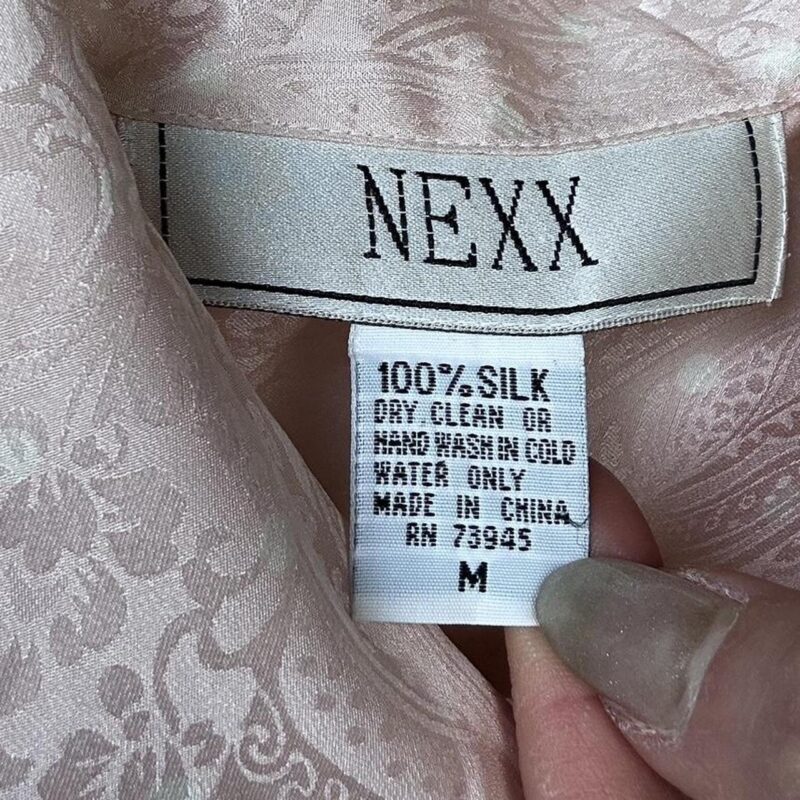 NEXX
100% SILK
DRY CLEAN OR
HAND WASH IN COLD
WATER ONLY
MADE IN CHINA
RN 73945
M